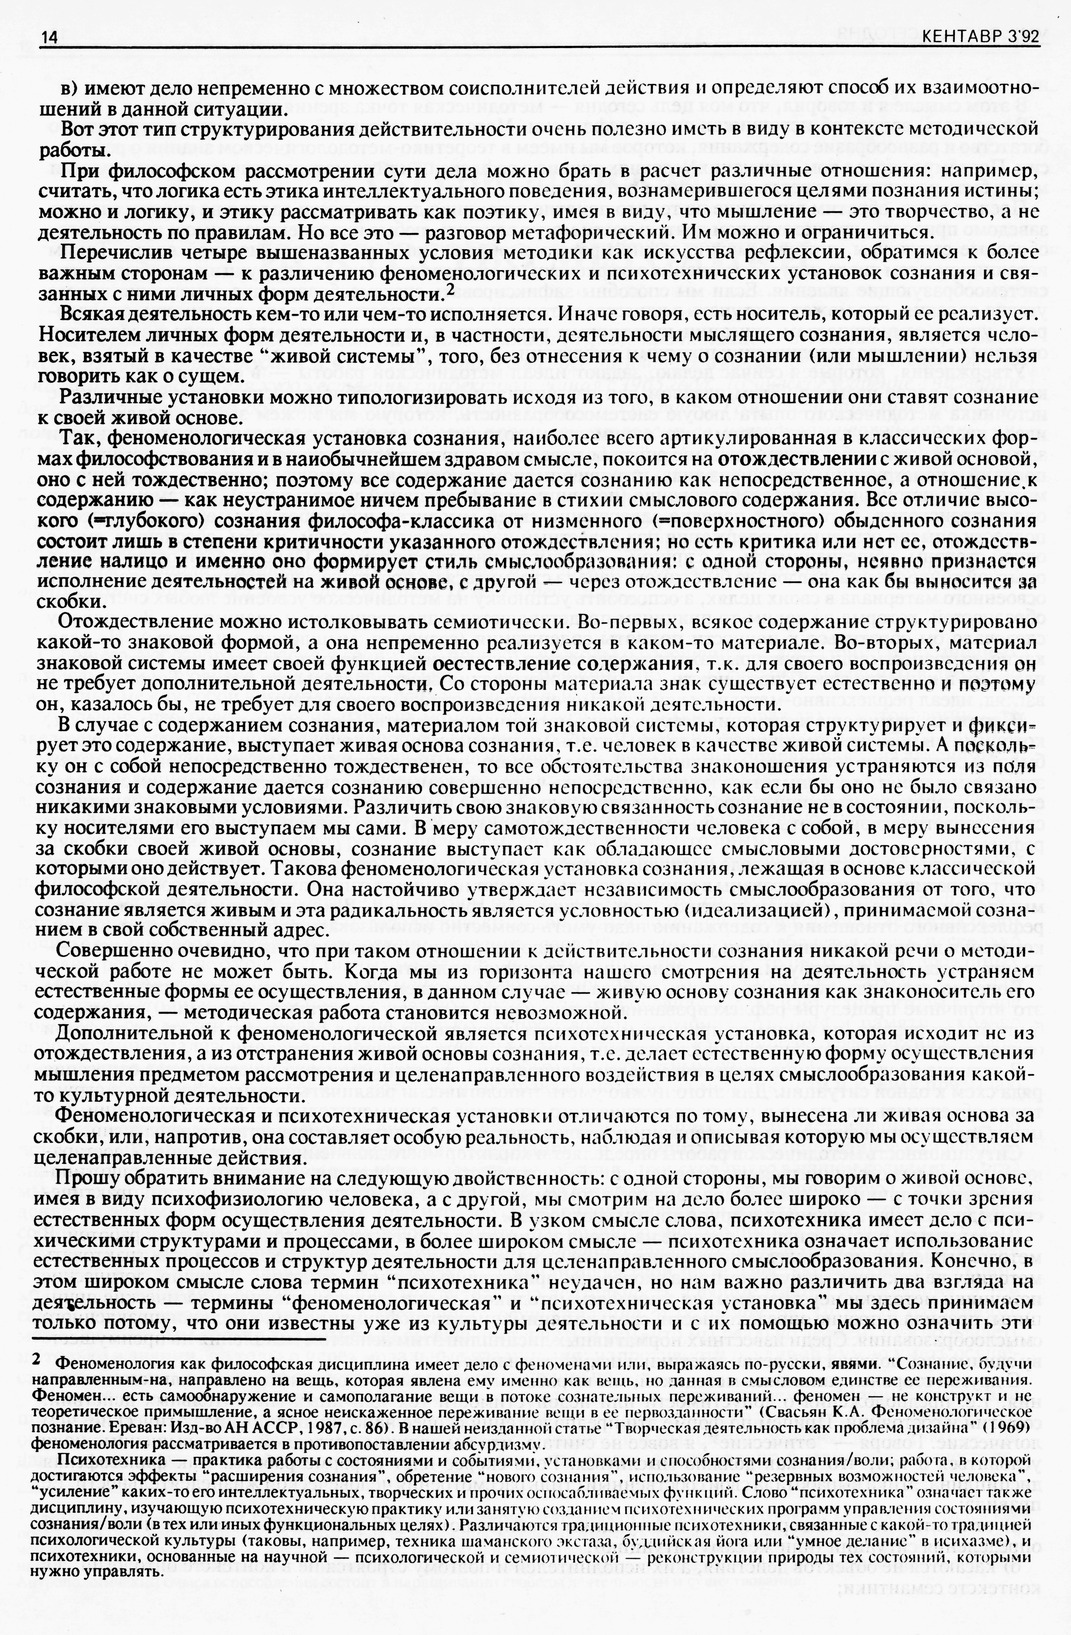 14
КЕНТАВР 3'92
в) имеют дело непременно с множеством соисполнителей действия и определяют способ их взаимоотно-
шений в данной ситуации.
Вот этот тип структурирования действительности очень полезно иметь в виду в контексте методической
работы.
При философском рассмотрении сути дела можно брать в расчет различные отношения: например,
считать, что логика есть этика интеллектуального поведения, вознамерившегося целями познания истины;
можно и логику, и этику рассматривать как поэтику, имея в виду, что мышление — это творчество, а не
деятельность по правилам. Но все это — разговор метафорический. Им можно и ограничиться.
Перечислив четыре вышеназванных условия методики как искусства рефлексии, обратимся к более
важным сторонам — к различению феноменологических и психотехнических установок сознания и свя-
занных с ними личных форм деятельности.2
Всякая деятельность кем-то или чем-то исполняется. Иначе говоря, есть носитель, который ее реализует.
Носителем личных форм деятельности и, в частности, деятельности мыслящего сознания, является чело-
век, взятый в качестве “живой системы”, того, без отнесения к чему о сознании (или мышлении) нельзя
говорить как о сущем.
Различные установки можно типологизировать исходя из того, в каком отношении они ставят сознание
к своей живой основе.
Так, феноменологическая установка сознания, наиболее всего артикулированная в классических фор-
мах философствования и в наиобычнейшем здравом смысле, покоится на отождествлении с живой основой,
оно с ней тождественно; поэтому все содержание дается сознанию как непосредственное, а отношение к
содержанию — как неустранимое ничем пребывание в стихии смыслового содержания. Все отличие высо-
кого (=глубокого) сознания философа-классика от низменного (=поверхностного) обыденного сознания
состоит лишь в степени критичности указанного отождествления; но есть критика или нет ее, отождеств-
ление налицо и именно оно формирует стиль смыслообразования: с одной стороны, неявно признается
исполнение деятельностей на живой основе, с другой — через отождествление — она как бы выносится за
скобки.
Отождествление можно истолковывать семиотически. Во-первых, всякое содержание структурировано
какой-то знаковой формой, а она непременно реализуется в каком-то материале. Во-вторых, материал
знаковой системы имеет своей функцией оестествление содержания, т.к. для своего воспроизведения он
не требует дополнительной деятельности. Со стороны материала знак существует естественно и поэтому
он, казалось бы, не требует для своего воспроизведения никакой деятельности.
В случае с содержанием сознания, материалом той знаковой системы, которая структурирует и фикси-
рует это содержание, выступает живая основа сознания, т.е. человек в качестве живой системы. А посколь-
ку он с собой непосредственно тождественен, то все обстоятельства знаконошения устраняются из поля
сознания и содержание дается сознанию совершенно непосредственно, как если бы оно не было связано
никакими знаковыми условиями. Различить свою знаковую связанность сознание не в состоянии, посколь-
ку носителями его выступаем мы сами. В меру самотождественности человека с собой, в меру вынесения
за скобки своей живой основы, сознание выступает как обладающее смысловыми достоверностями, с
которыми оно действует. Такова феноменологическая установка сознания, лежащая в основе классической
философской деятельности. Она настойчиво утверждает независимость смыслообразования от того, что
сознание является живым и эта радикальность является условностью (идеализацией), принимаемой созна-
нием в свой собственный адрес.
Совершенно очевидно, что при таком отношении к действительности сознания никакой речи о методи-
ческой работе не может быть. Когда мы из горизонта нашего смотрения на деятельность устраняем
естественные формы ее осуществления, в данном случае — живую основу сознания как знаконоситель его
содержания, — методическая работа становится невозможной.
Дополнительной к феноменологической является психотехническая установка, которая исходит не из
отождествления, а из отстранения живой основы сознания, т.е. делает естественную форму осуществления
мышления предметом рассмотрения и целенаправленного воздействия в целях смыслообразования какой-
то культурной деятельности.
Феноменологическая и психотехническая установки отличаются по тому, вынесена ли живая основа за
скобки, или, напротив, она составляет особую реальность, наблюдая и описывая которую мы осуществляем
целенаправленные действия.
Прошу обратить внимание на следующую двойственность: с одной стороны, мы говорим о живой основе,
имея в виду психофизиологию человека, а с другой, мы смотрим на дело более широко — с точки зрения
естественных форм осуществления деятельности. В узком смысле слова, психотехника имеет дело с пси-
хическими структурами и процессами, в более широком смысле — психотехника означает использование
естественных процессов и структур деятельности для целенаправленного смыслообразования. Конечно, в
этом широком смысле слова термин “психотехника” неудачен, но нам важно различить два взгляда на
деятельность — термины “феноменологическая” и “психотехническая установка” мы здесь принимаем
только потому, что они известны уже из культуры деятельности и с их помощью можно означить эти
2 Феноменология как философская дисциплина имеет дело с феноменами или, выражаясь по-русски, явями. “Сознание, будучи
направленным-на, направлено на вещь, которая явлена ему именно как вещь, но данная в смысловом единстве ее переживания.
Феномен... есть самообнаружение и самополагание вещи в потоке сознательных переживаний... феномен — не конструкт и не
теоретическое примышление, а ясное неискаженное переживание вещи в ее первозданности” (Свасьян К.А. Феноменологическое
познание. Ереван: Изд-во АН АССР, 1987, с. 86). В нашей неизданной статье “Творческая деятельность как проблема дизайна” (1969)
феноменология рассматривается в противопоставлении абсурдизму.
Психотехника — практика работы с состояниями и событиями, установками и способностями сознания/воли; работа, в которой
достигаются эффекты “расширения сознания”, обретение “нового сознания”, использование “резервных возможностей человека”,
“усиление” каких-то его интеллектуальных, творческих и прочих оспосабливаемых функций. Слово “психотехника” означает также
дисциплину, изучающую психотехническую практику или занятую созданием психотехнических программ управления состояниями
сознания/воли (в тех или иных функциональных целях). Различаются традиционные психотехники, связанные с какой-то традицией
психологической культуры (таковы, например, техника шаманского экстаза, буддийская йога или “умное делание” в исихазме), и
психотехники, основанные на научной — психологической и семиотической — реконструкции природы тех состояний, которыми
нужно управлять.